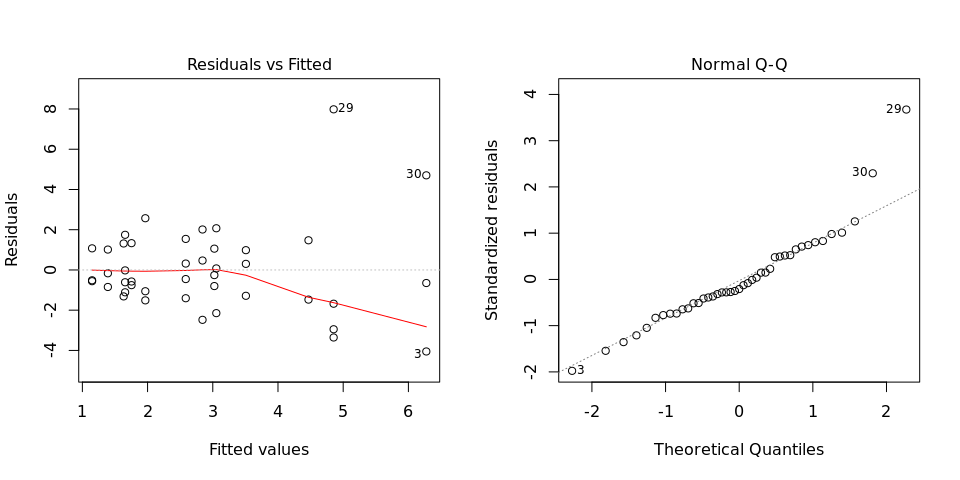 Residuals vs Fitted
Residuals
8
6
4
2
0
-2
-4
29
30
3
1 2 3 4 5 6
Fitted values
Normal Q-Q
Standardized residuals
4
3
2
1
0
-1
-2
29
30
3
-2 -1 0 1 2
Theoretical Quantiles